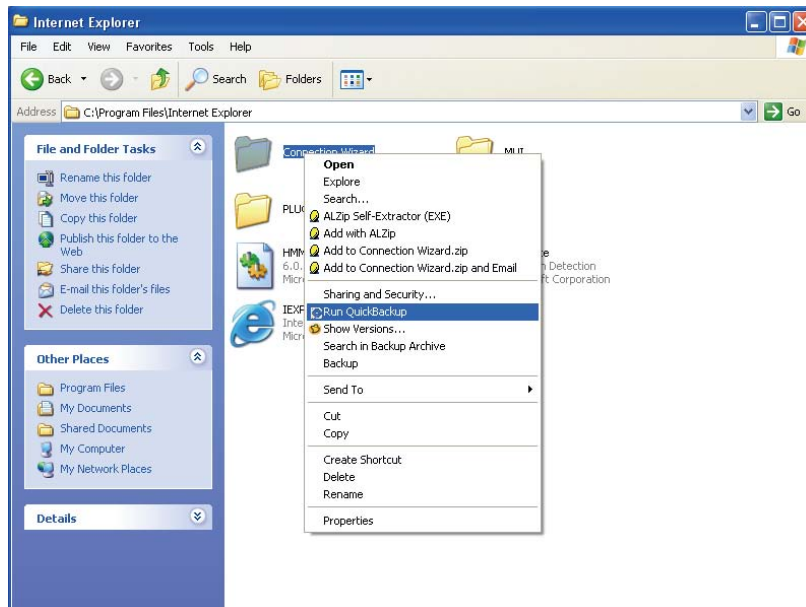 Internet Explorer
File Edit View Favorites Tools Help
Back Search Folders
Address C:\Program Files\Internet Explorer Go
File and Folder Tasks
Rename this folder
Move this folder
Copy this folder
Publish this folder to the
Web
Share this folder
E-mail this folder's files
Delete this folder
Other Places
Program Files
My Documents
Shared Documents
My Computer
My Network Places
Details
Connection Wizard
MUI
HMM
6.0.
Micr
n Detection
ft Corporation
IEXP
Inte
Micr
Open
Explore
Search...
ALZip Self-Extractor (EXE)
Add with ALZip
Add to Connection Wizard.zip
Add to Connection Wizard.zip and Email
Sharing and Security...
Run QuickBackup
Show Versions...
Search in Backup Archive
Backup
Send To
Cut
Copy
Create Shortcut
Delete
Rename
Properties